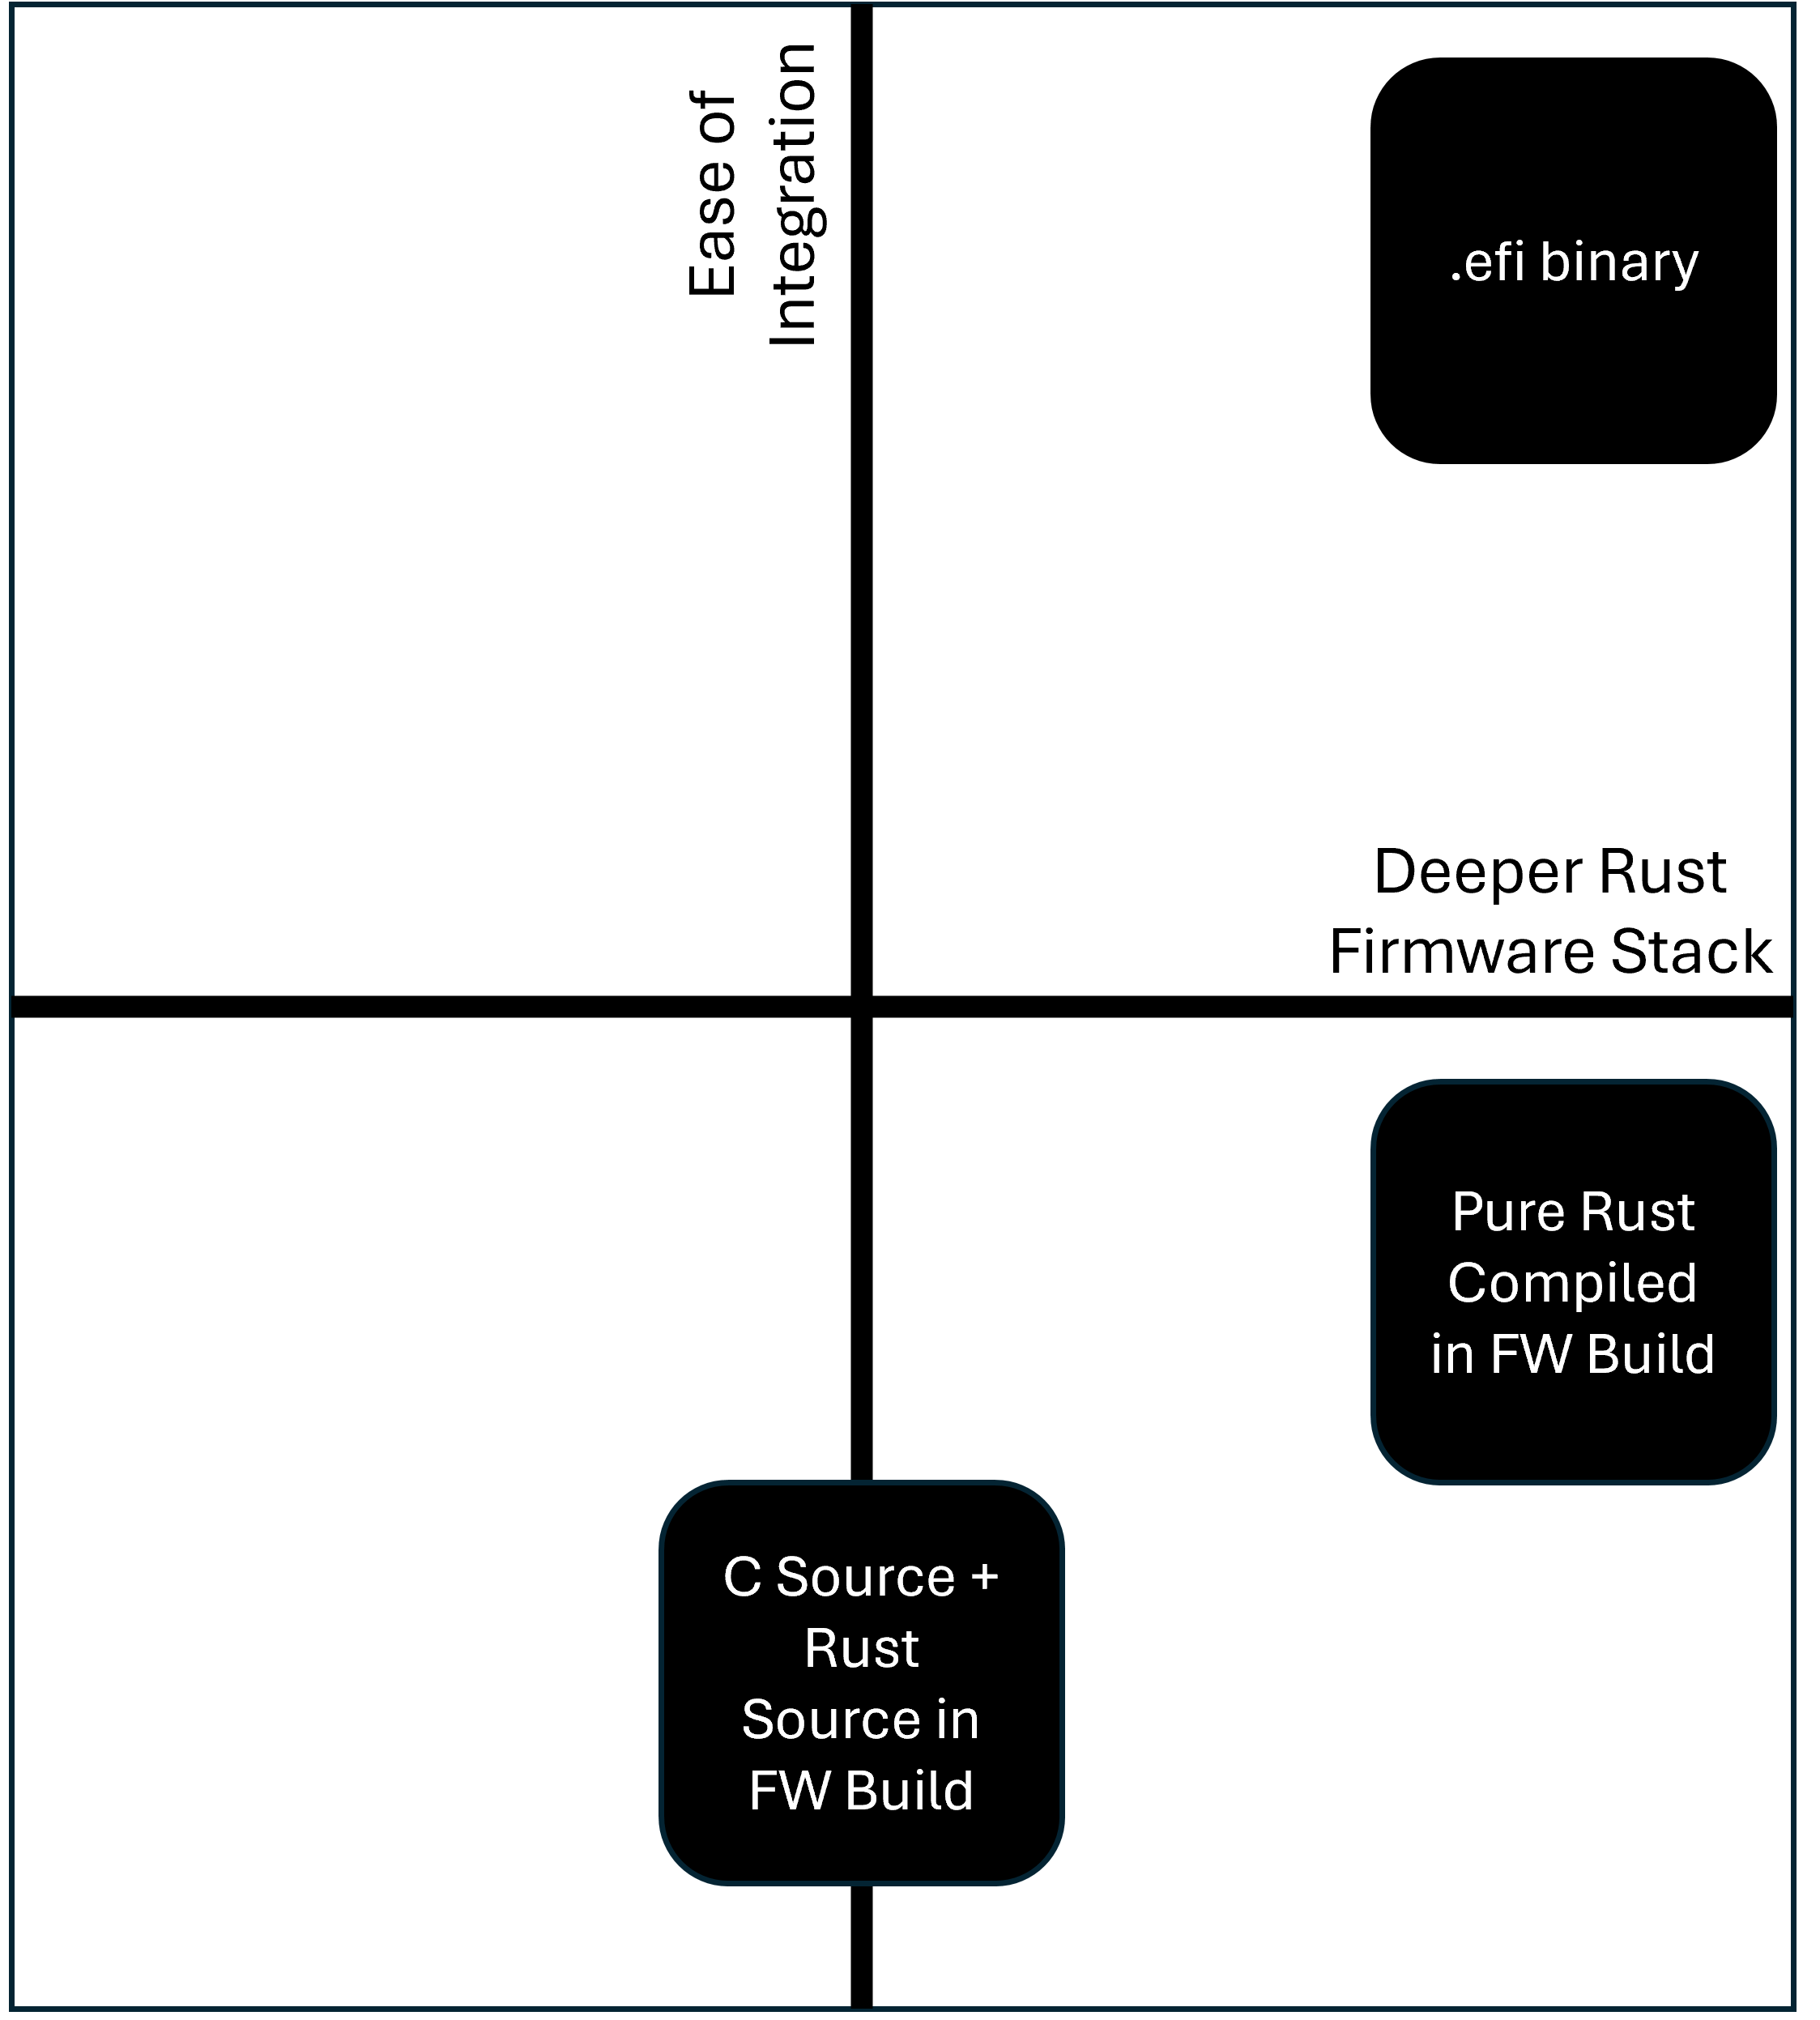 Ease of
Integration
.efi binary
Deeper Rust
Firmware Stack
Pure Rust
Compiled
in FW Build
C Source +
Rust
Source in
FW Build